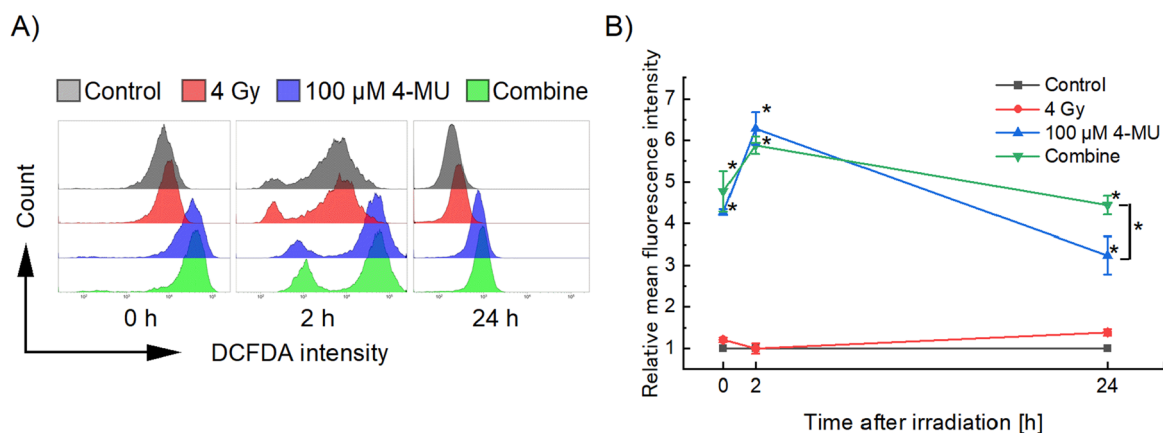 A)
Control 4 Gy 100 μM 4-MU Combine
Count
0 h 2 h 24 h
DCFDA intensity
B)
Relative mean fluorescence intensity
7
6
5
4
3
2
1
0 2 24
Time after irradiation [h]
Control
4 Gy
100 μM 4-MU
Combine
*
*
*
*
*
*
*